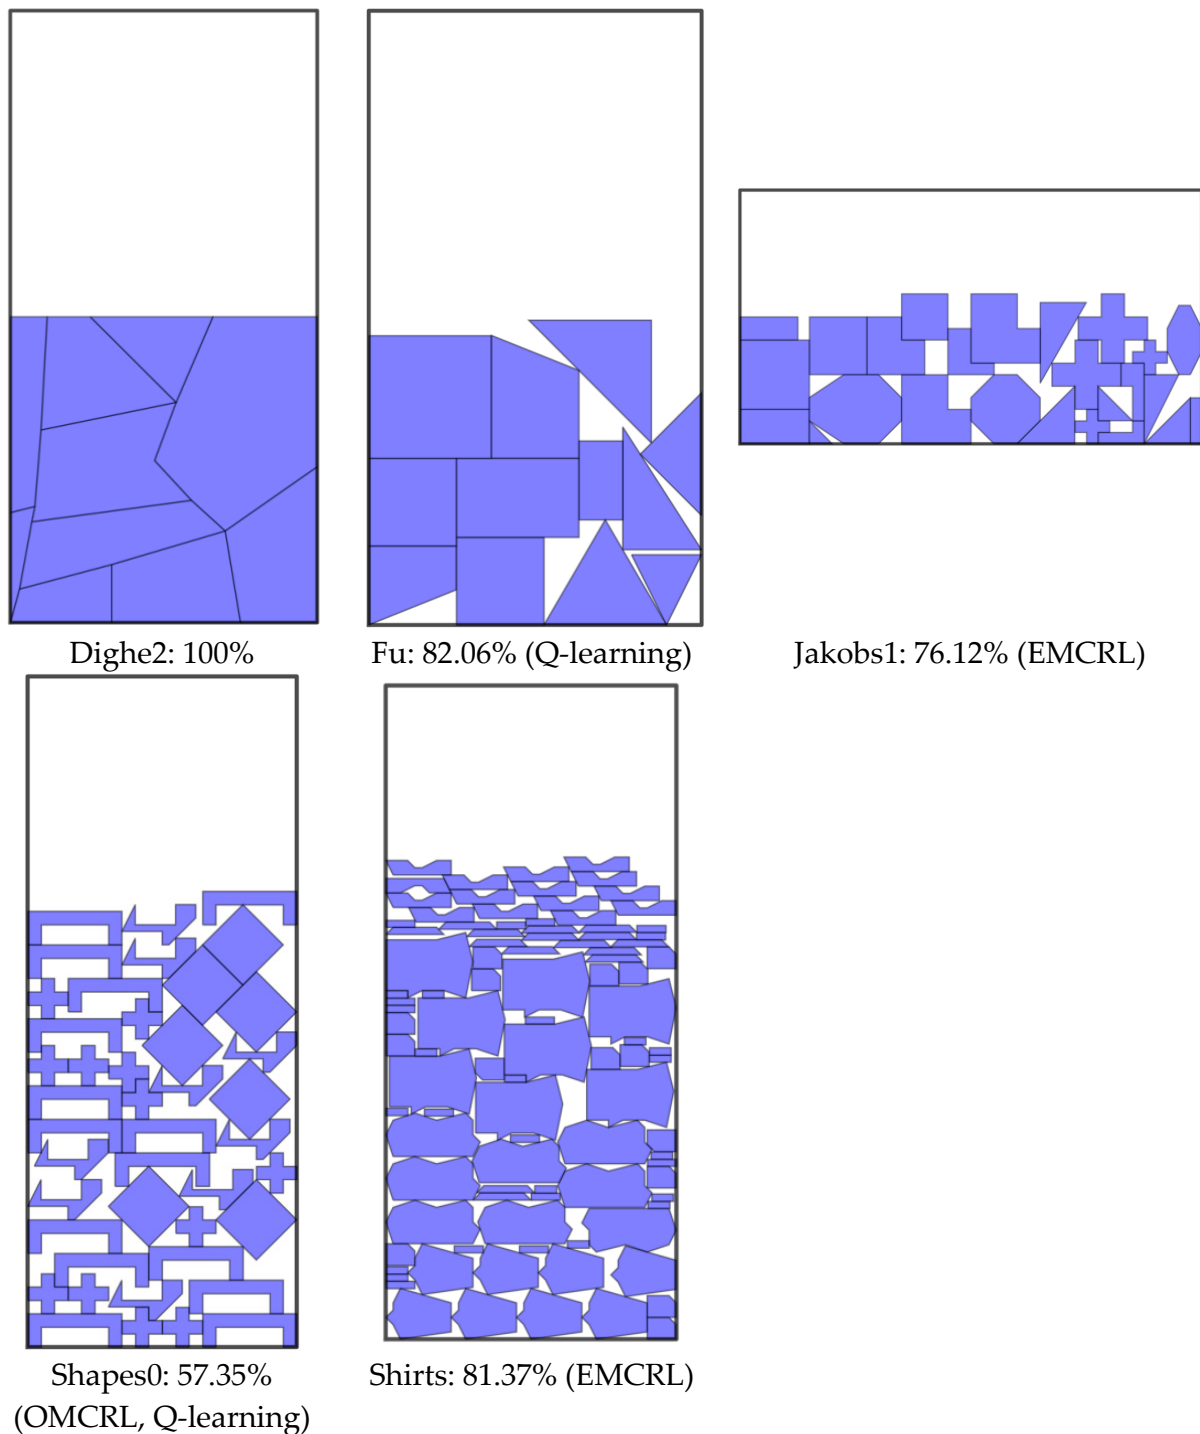 Dighe2: 100%
Fu: 82.06% (Q-learning)
Jakobs1: 76.12% (EMCRL)
Shapes0: 57.35%
(OMCRL, Q-learning)
Shirts: 81.37% (EMCRL)